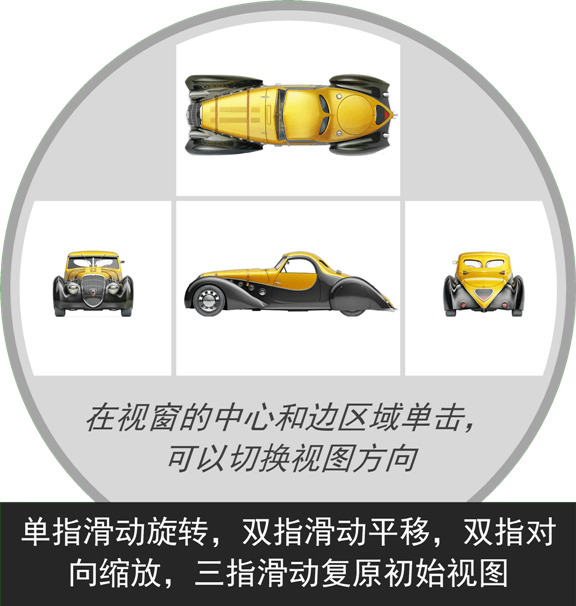 在视窗的中心和边区域单击，
可以切换视图方向
单指滑动旋转，双指滑动平移，双指对
向缩放，三指滑动复原初始视图